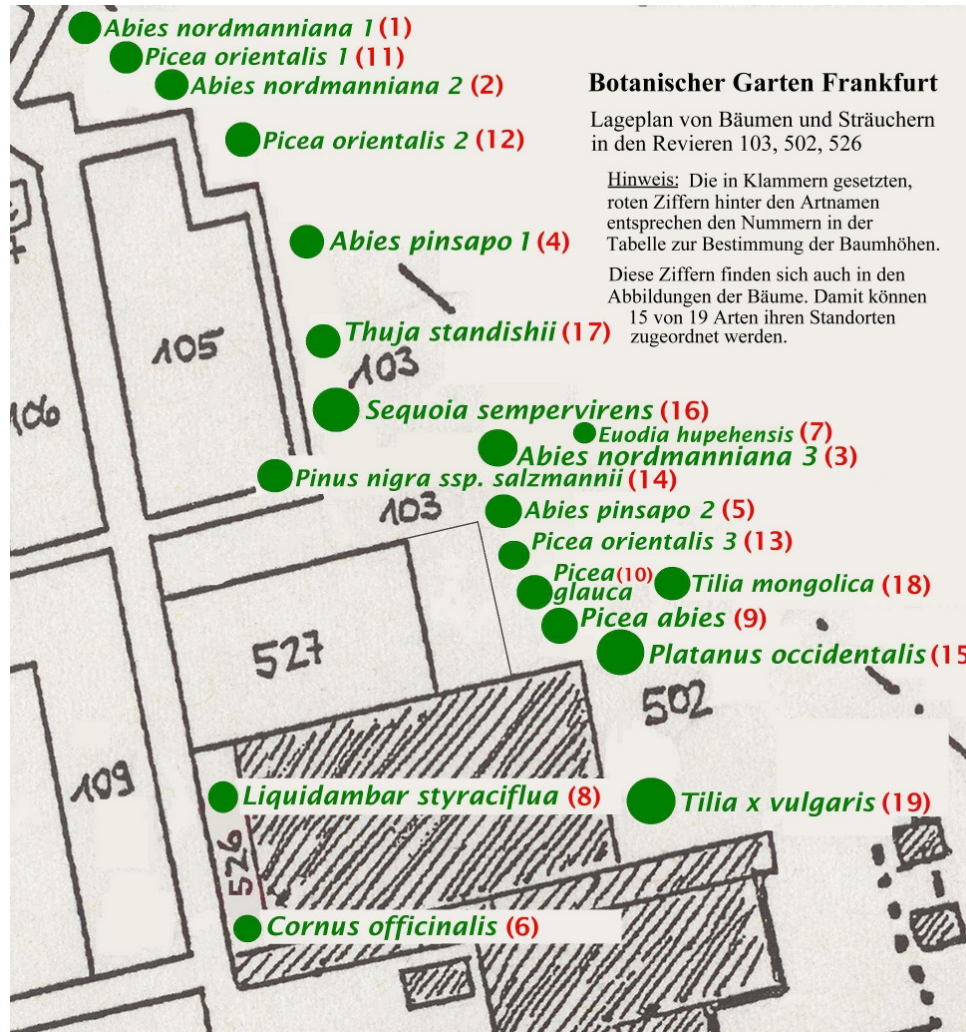 Abies nordmanniana 1 (1)
Picea orientalis 1 (11)
Abies nordmanniana 2 (2)
Picea orientalis 2 (12)
Botanischer Garten Frankfurt
Lageplan von Bäumen und Sträuchern
in den Revieren 103, 502, 526
Hinweis: Die in Klammern gesetzten,
roten Ziffern hinter den Artnamen
entsprechen den Nummern in der
Tabelle zur Bestimmung der Baumhöhen.
Diese Ziffern finden sich auch in den
Abbildungen der Bäume. Damit können
15 von 19 Arten ihren Standorten
zugeordnet werden.
Abies pinsapo 1 (4)
Thuja standishii (17)
105
103
106
Sequoia sempervirens (16)
Euodia hupehensis (7)
Abies nordmanniana 3 (3)
Pinus nigra ssp. salzmannii (14)
103
Abies pinsapo 2 (5)
Picea orientalis 3 (13)
Picea (10)
glauca
Tilia mongolica (18)
Picea abies (9)
Platanus occidentalis (15
527
502
109
Liquidambar styraciflua (8)
Tilia x vulgaris (19)
526
Cornus officinalis (6)